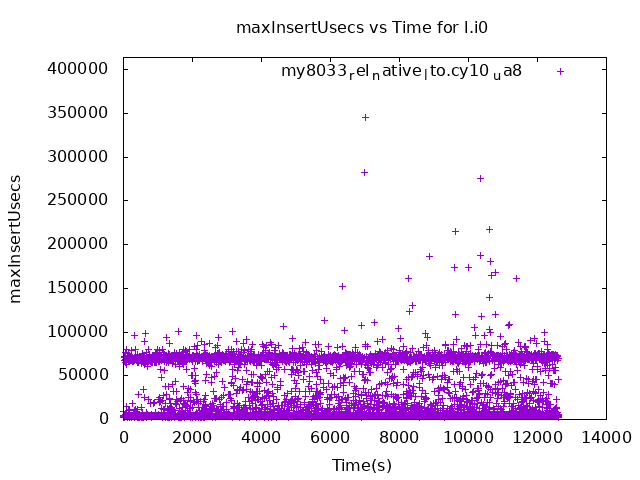 maxInsertUsecs vs Time for I.i0
my8033relnativelto.cy10ua8
maxInsertUsecs
400000
350000
300000
250000
200000
150000
100000
50000
0
0 2000 4000 6000 8000 10000 12000 14000
Time(s)